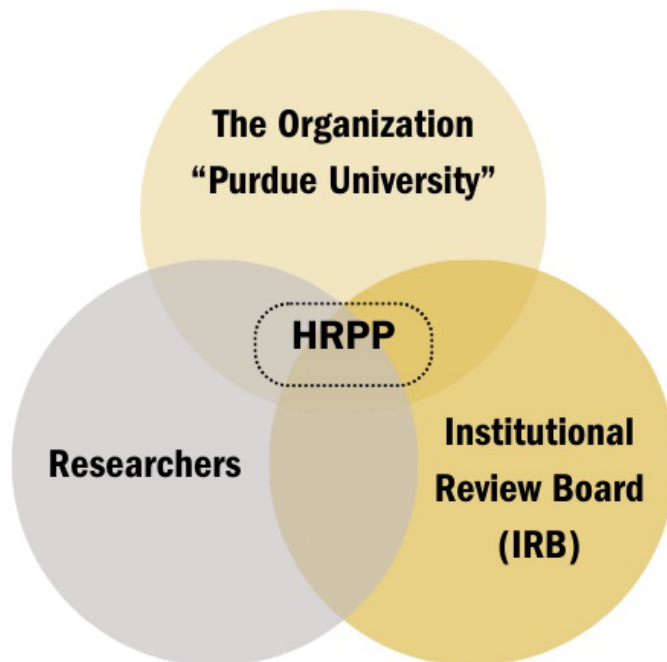 The Organization
“Purdue University”
HRPP
Researchers
Institutional
Review Board
(IRB)